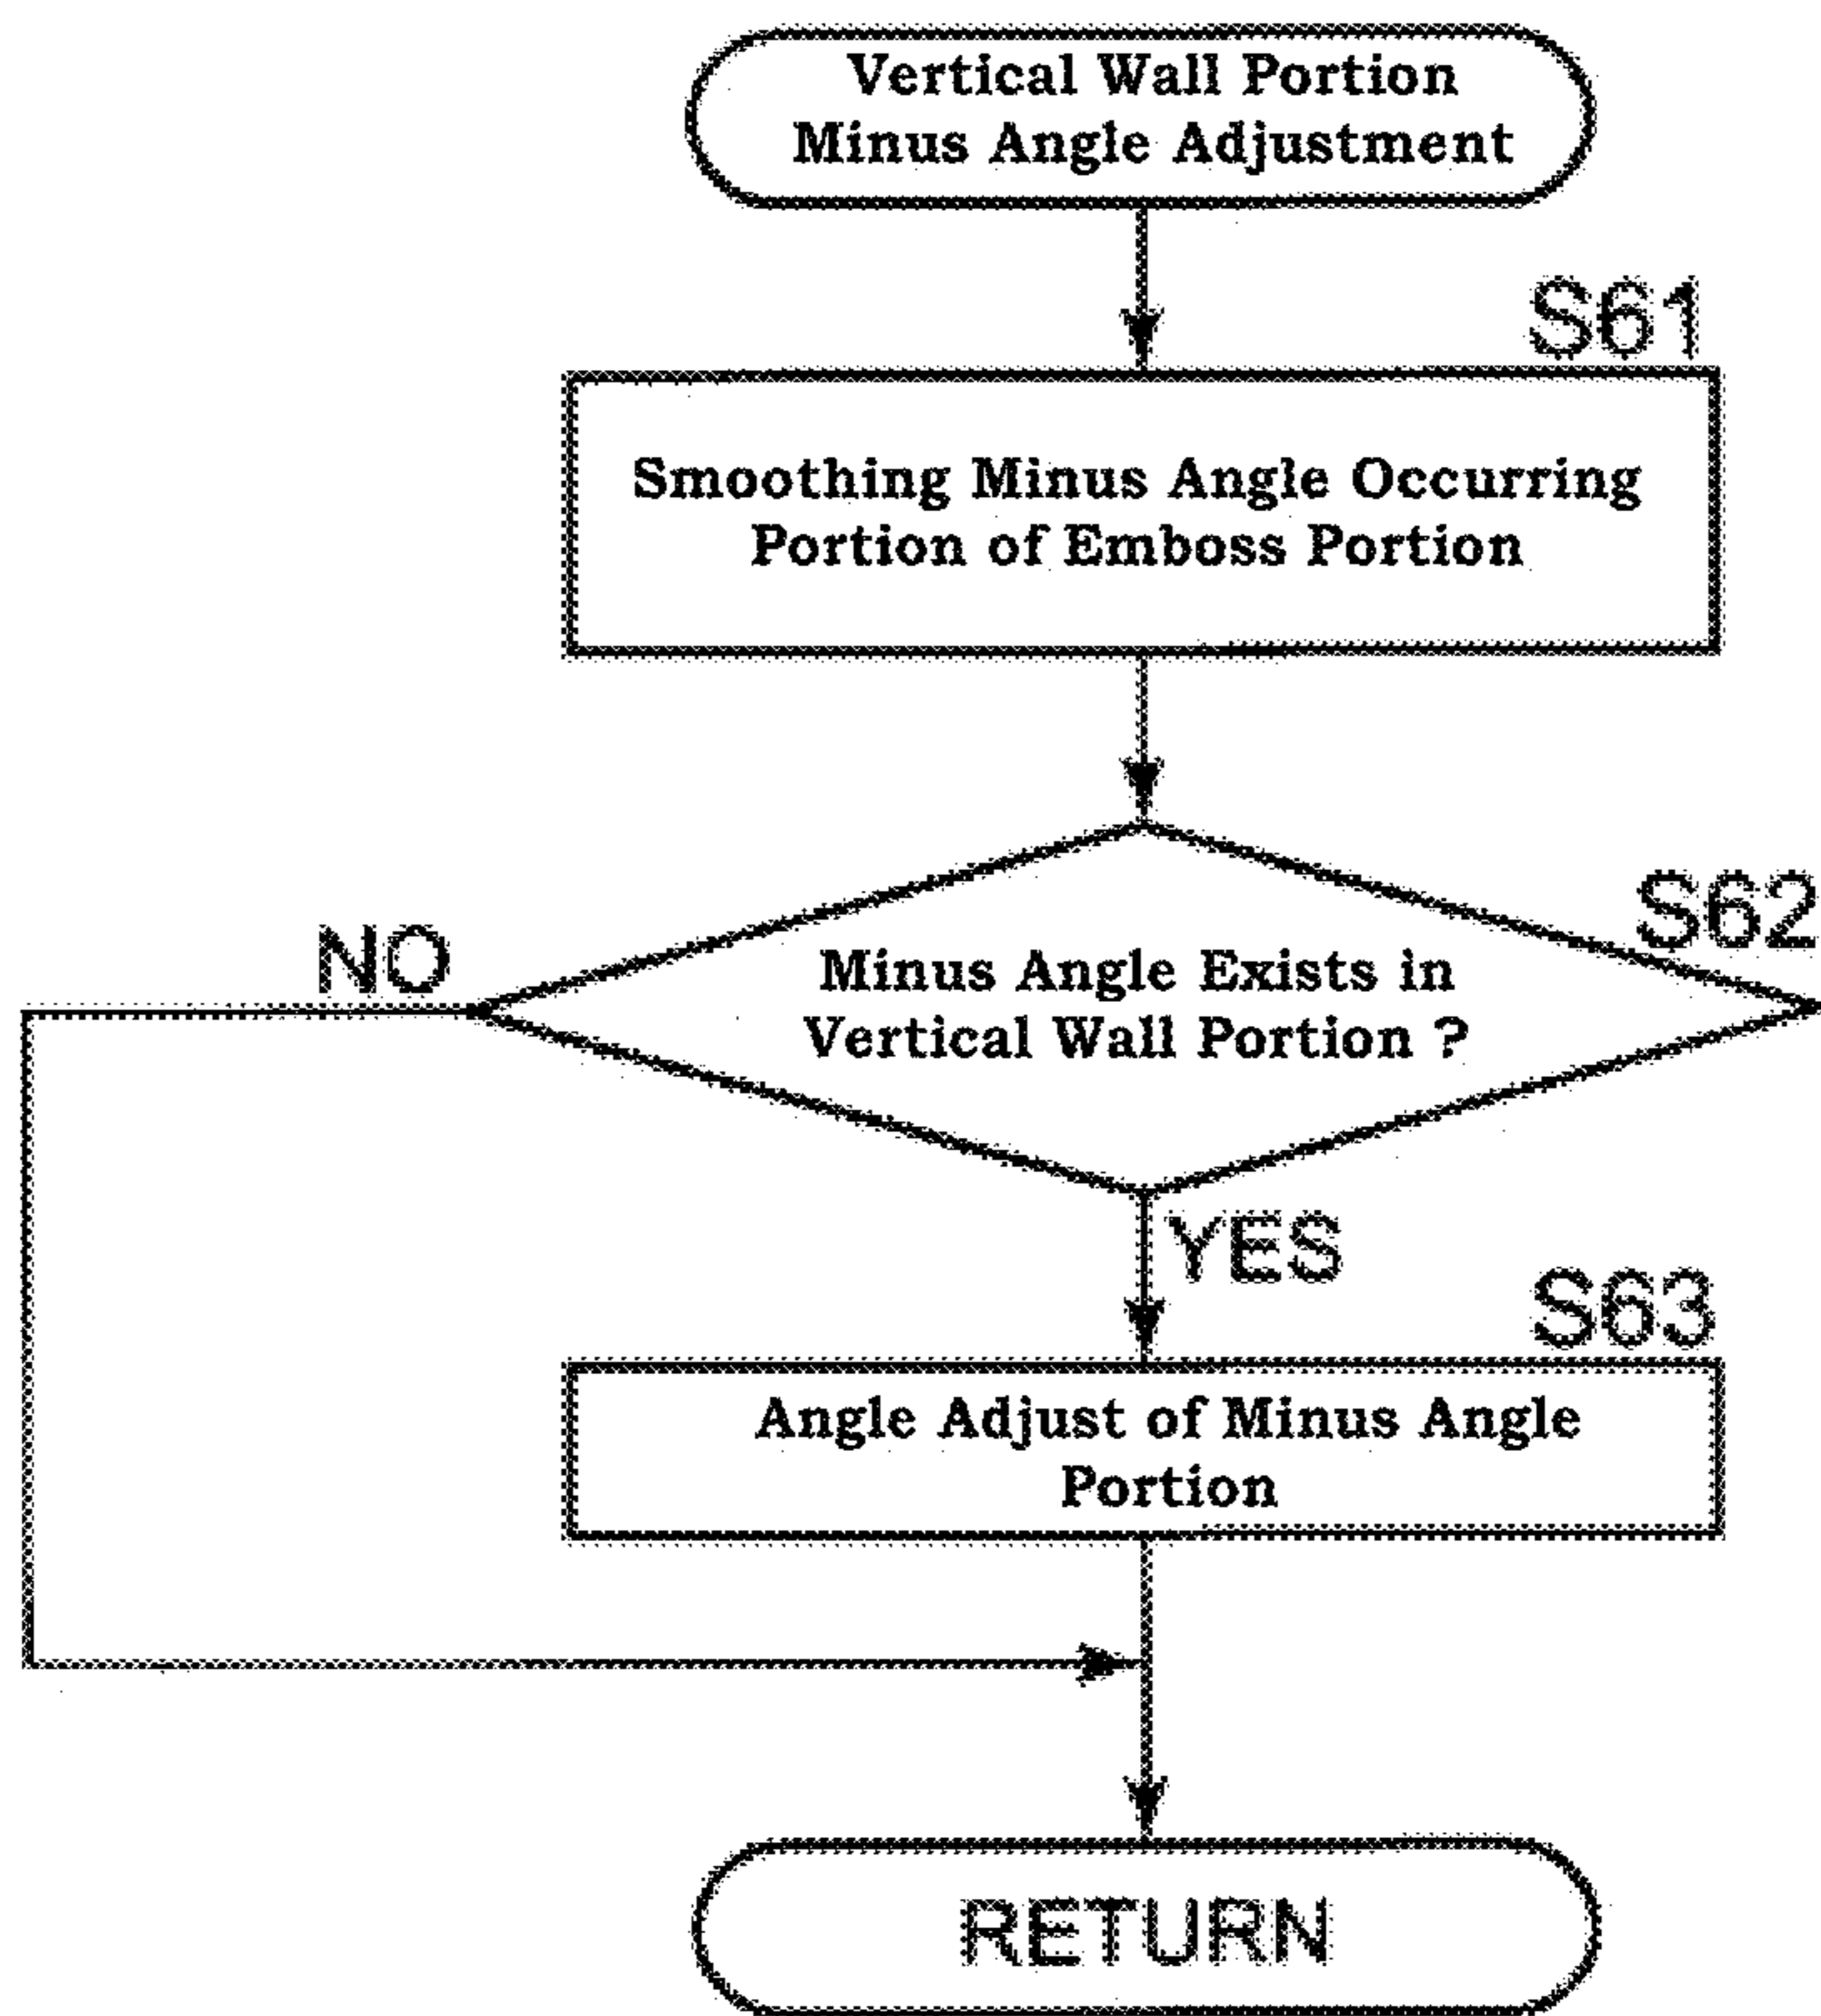 Vertical Wall Portion
Minus Angle Adjustment
S61
Smoothing Minus Angle Occurring
Portion of Emboss Portion
S62
NO
Minus Angle Exists in
Vertical Wall Portion ?
YES
S63
Angle Adjust of Minus Angle
Portion
RETURN